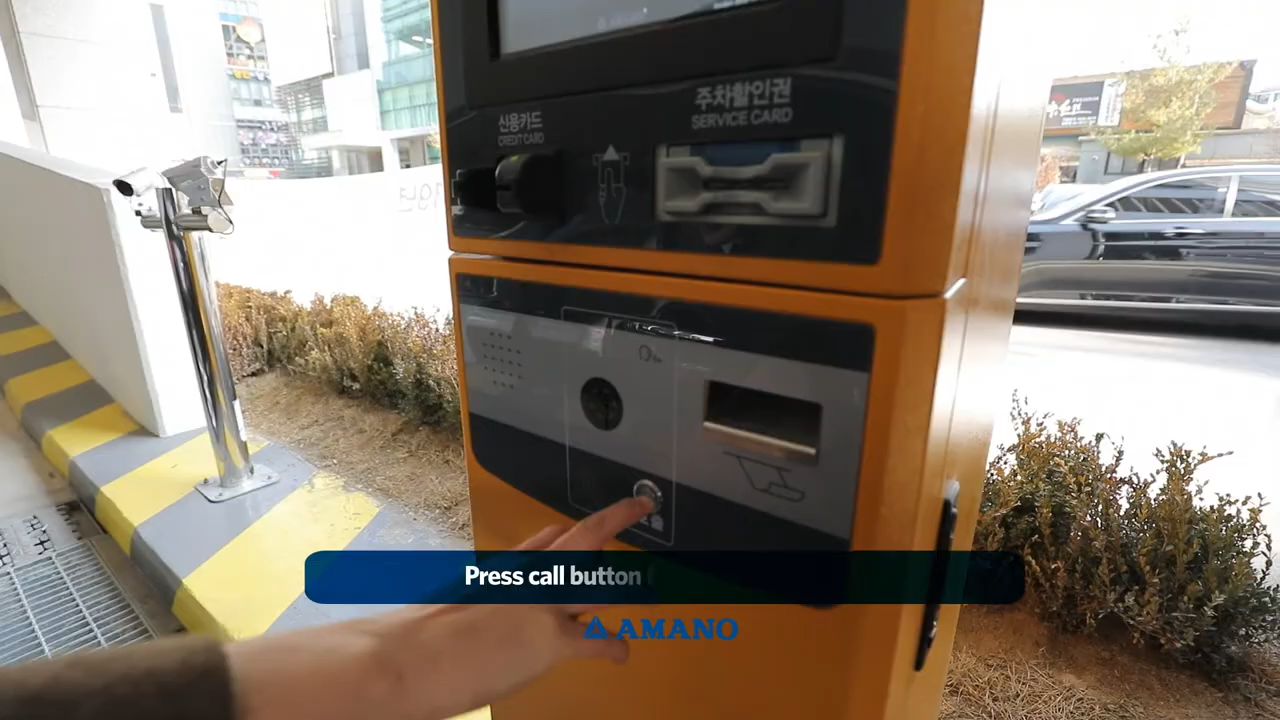 주차할인권
SERVICE CARD
신용카드
CREDIT CARD
Press call button
AMANO